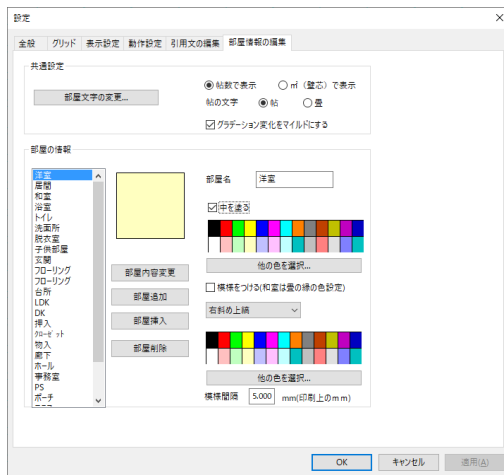 設定
全般 グリッド 表示設定 動作設定 引用文の編集 部屋情報の編集
共通設定
部屋文字の変更...
帖数で表示 ㎡（壁芯）で表示
帖の文字 帖 畳
グラデーション変化をマイルドにする
部屋の情報
洋室
居間
和室
浴室
トイレ
洗面所
脱衣室
子供部屋
玄関
フローリング
フローリング
台所
LDK
DK
押入
ｸﾛｰｾﾞｯﾄ
物入
廊下
ホール
事務室
PS
ポーチ
部屋内容変更
部屋追加
部屋挿入
部屋削除
部屋名 洋室
中を塗る
他の色を選択...
模様をつける(和室は畳の縁の色設定)
右斜め上縞
他の色を選択...
模様間隔 5.000 mm(印刷上のｍｍ)
OK キャンセル 適用(A)